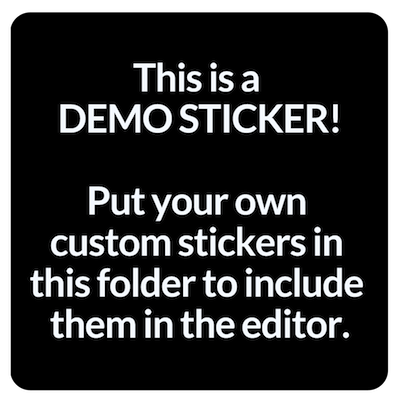 This is a
DEMO STICKER!
Put your own
custom stickers in
this folder to include
them in the editor.